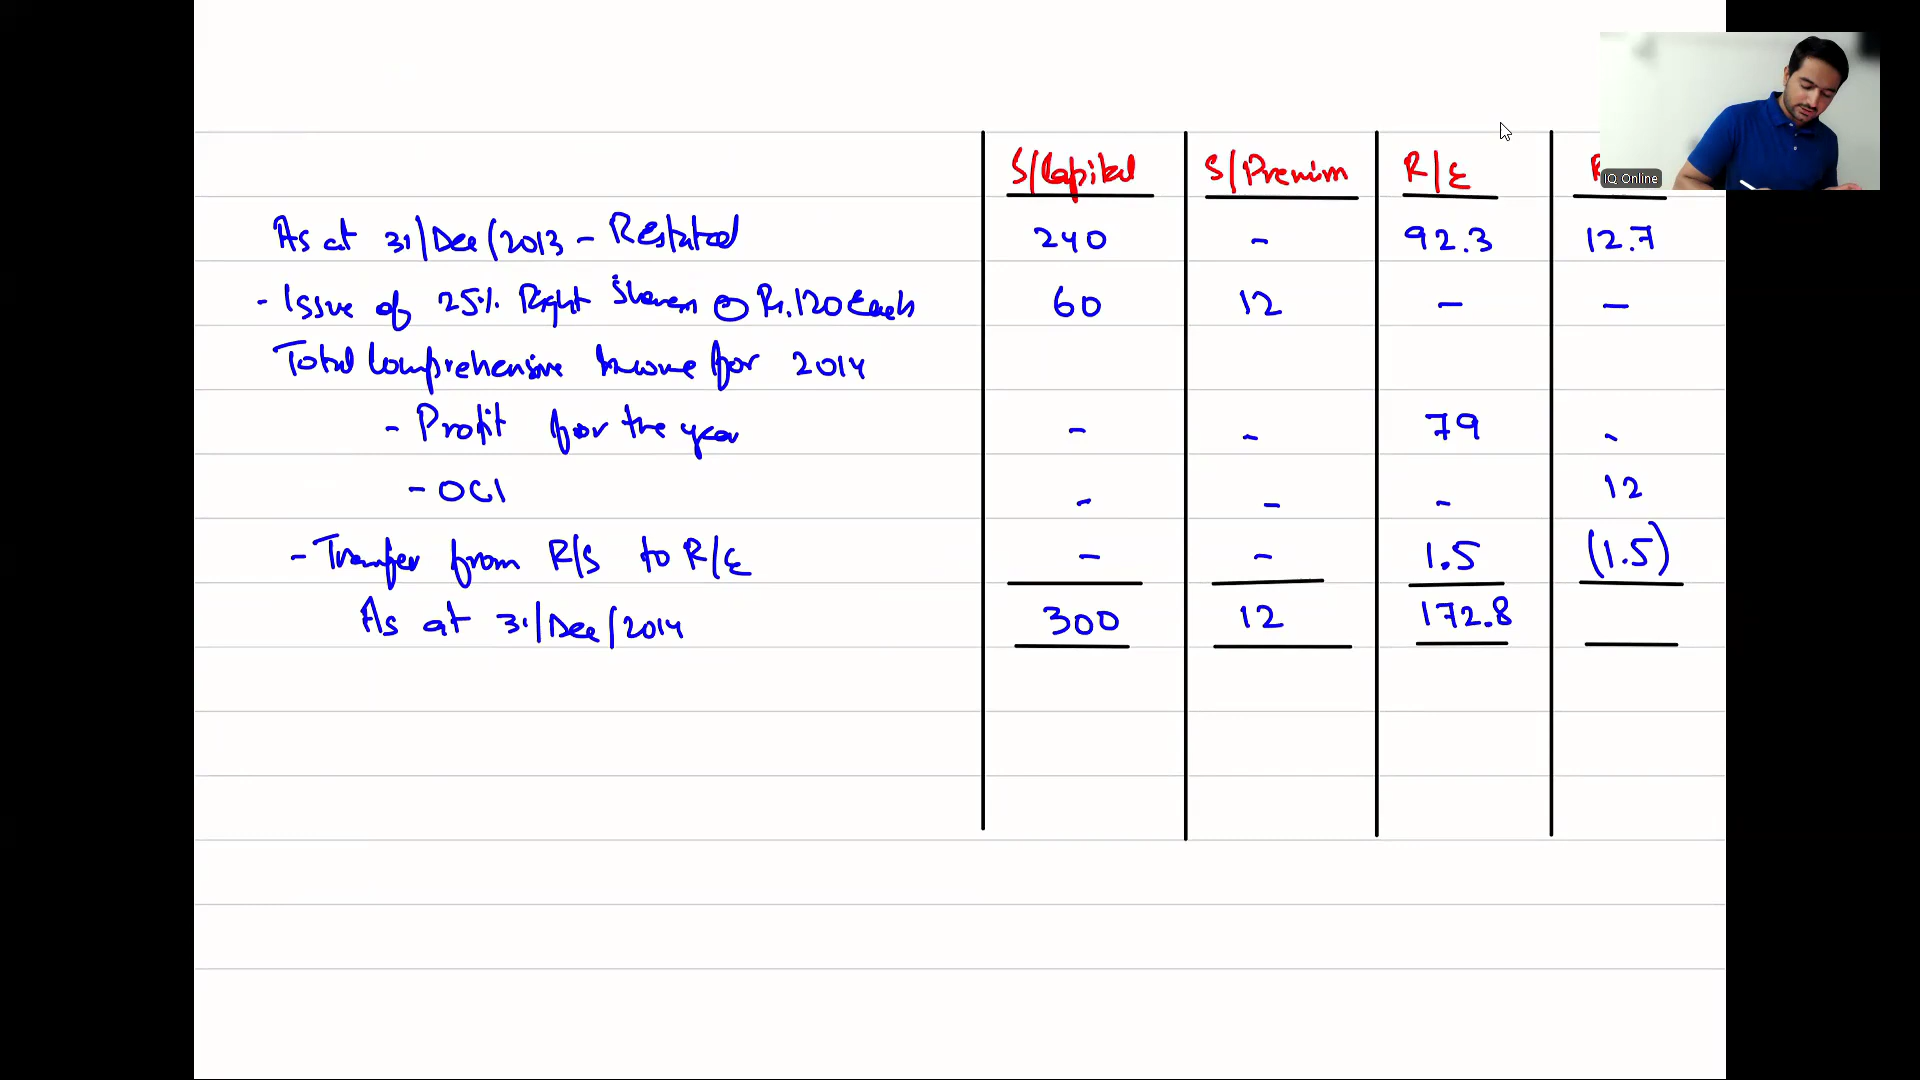 S/Capital S/Premium R/E R
As at 31/Dec/2013 - Restated 240 - 92.3 12.7
- Issue of 25% Right Shares @ Rs.120 Each 60 12 - -
Total Comprehensive Income for 2014
- Profit for the year - - 79 -
- OCI - - - 12
- Transfer from R/S to R/E - - 1.5 (1.5)
As at 31/Dec/2014 300 12 172.8
IQ Online